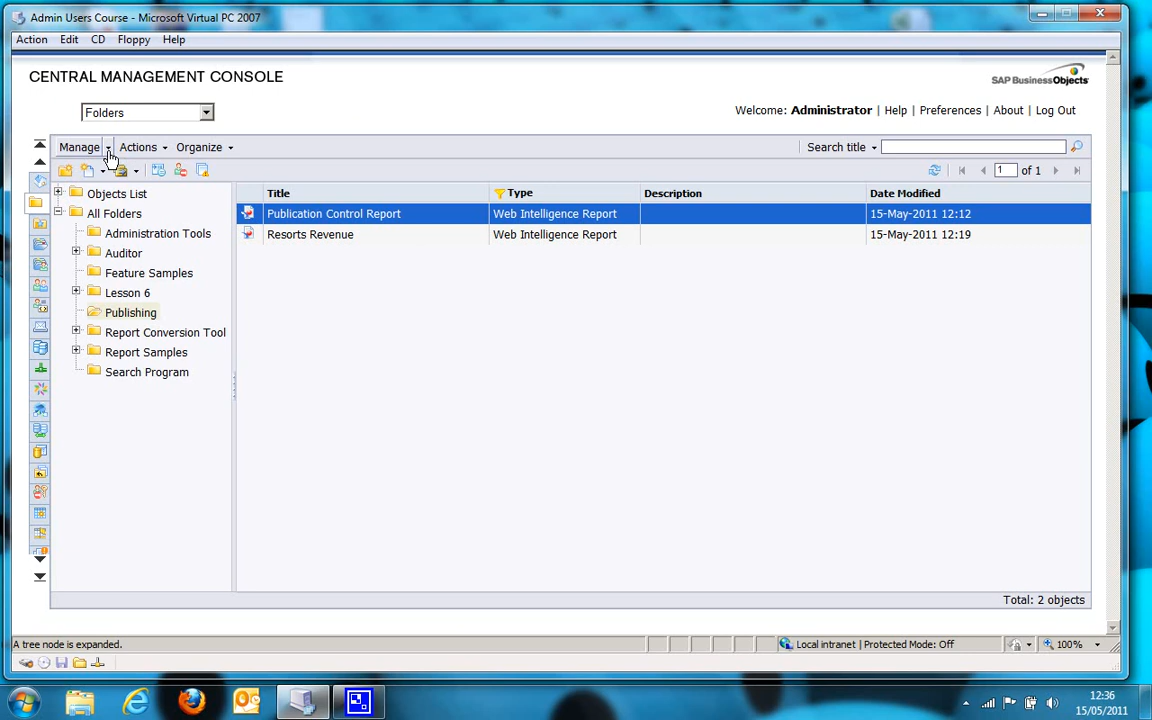 Admin Users Course - Microsoft Virtual PC 2007
Action Edit CD Floppy Help
CENTRAL MANAGEMENT CONSOLE
SAP BusinessObjects
Folders
Welcome: Administrator | Help | Preferences | About | Log Out
Manage Actions Organize
Search title
1 of 1
Objects List
All Folders
Administration Tools
Auditor
Feature Samples
Lesson 6
Publishing
Report Conversion Tool
Report Samples
Search Program
Title Type Description Date Modified
Publication Control Report Web Intelligence Report 15-May-2011 12:12
Resorts Revenue Web Intelligence Report 15-May-2011 12:19
Total: 2 objects
A tree node is expanded.
Local intranet | Protected Mode: Off
100%
12:36
15/05/2011